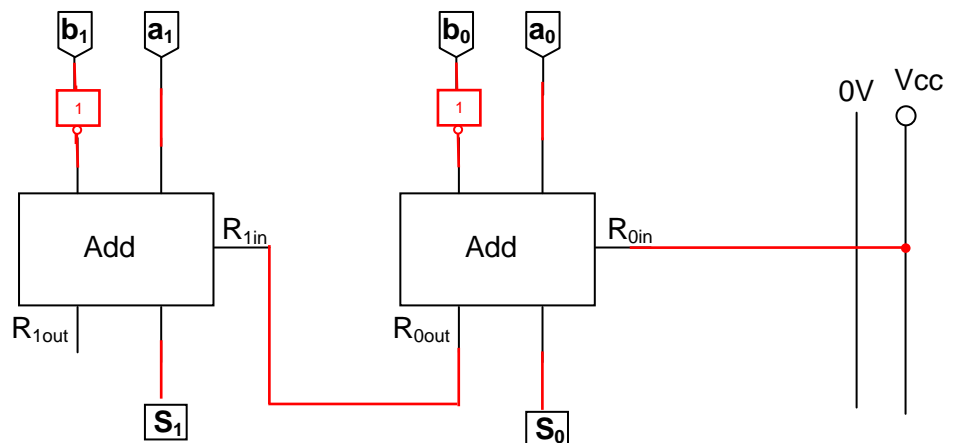 b₁ a₁ b₀ a₀
0V Vcc
1 1
R₁ᵢₙ R₀ᵢₙ
Add Add
R₁ₒᵤₜ R₀ₒᵤₜ
S₁ S₀